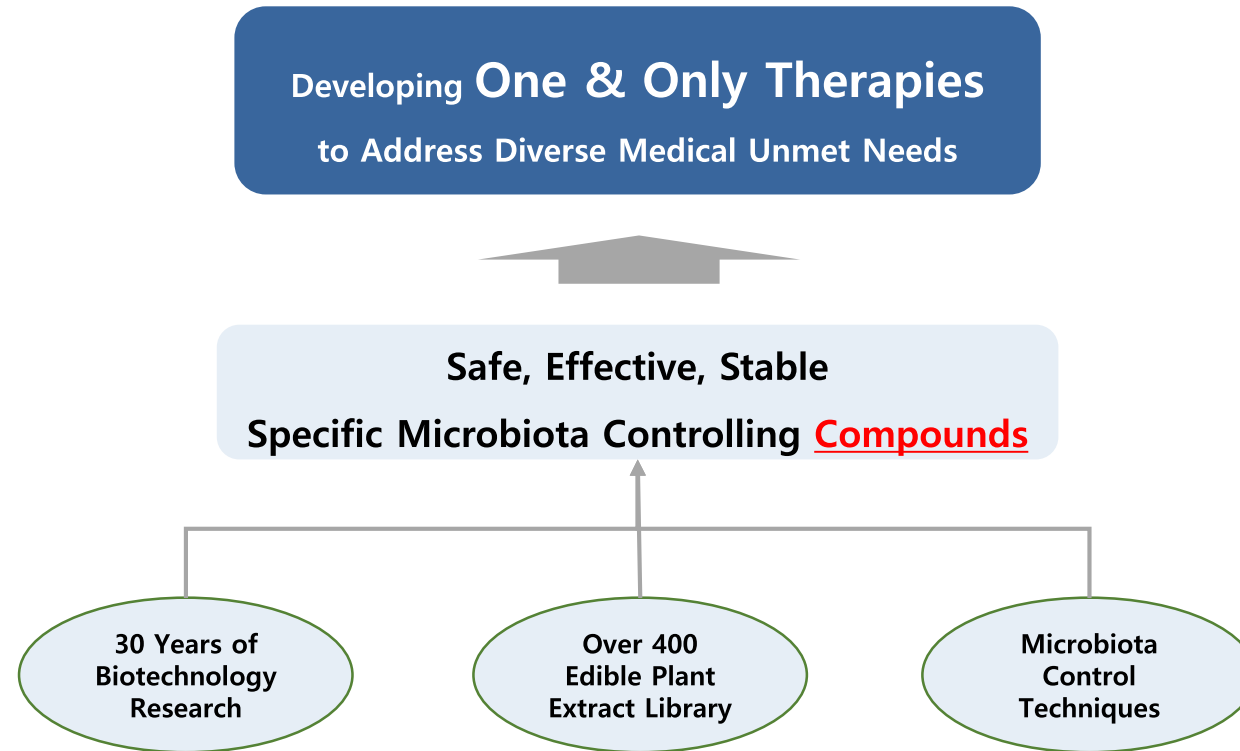 Developing One & Only Therapies
to Address Diverse Medical Unmet Needs
Safe, Effective, Stable
Specific Microbiota Controlling Compounds
30 Years of
Biotechnology
Research
Over 400
Edible Plant
Extract Library
Microbiota
Control
Techniques